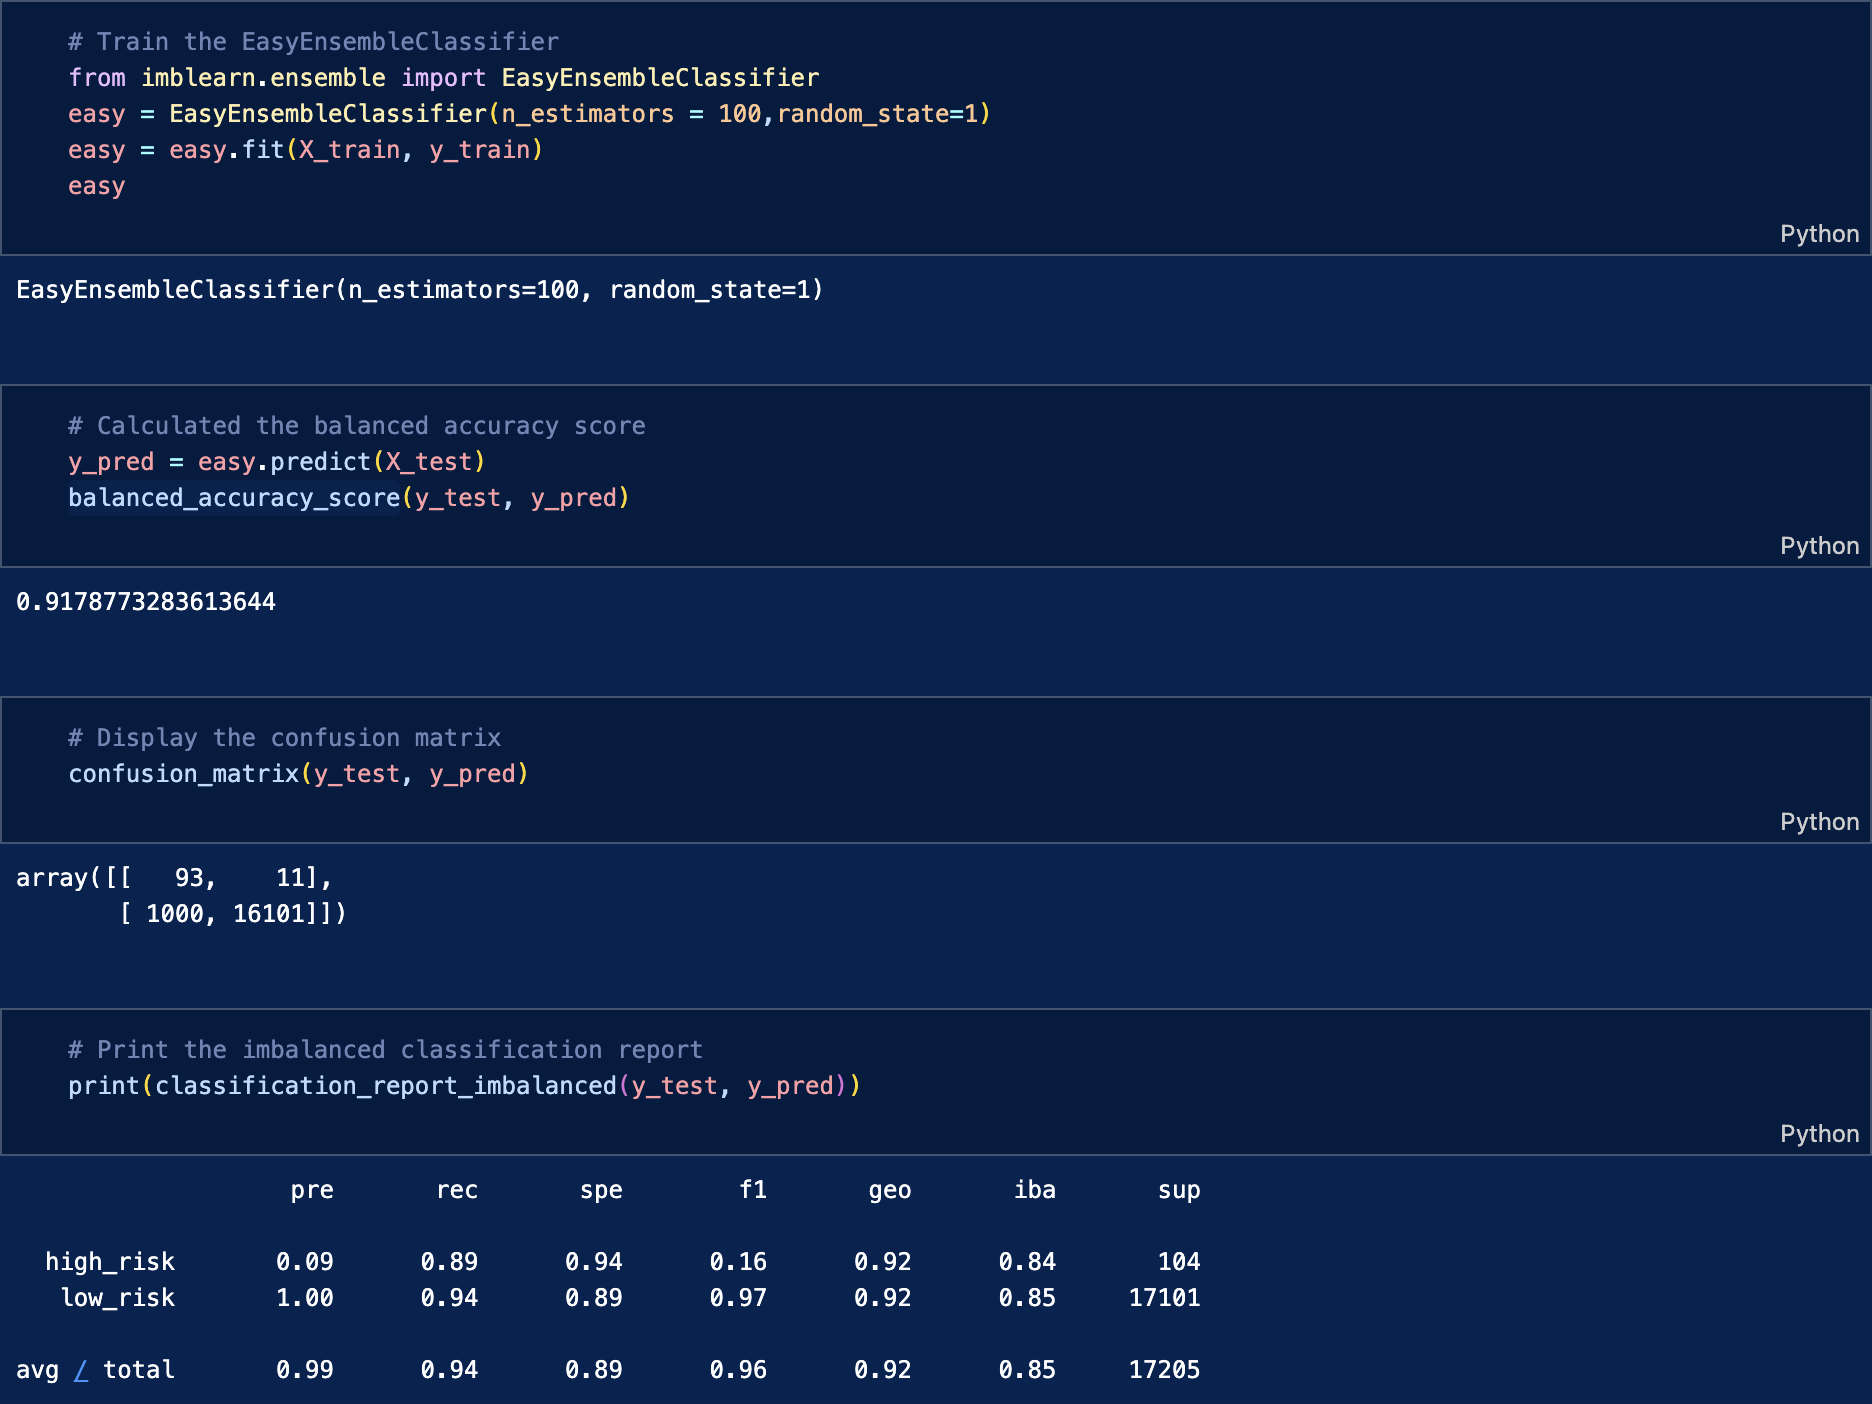 # Train the EasyEnsembleClassifier
from imblearn.ensemble import EasyEnsembleClassifier
easy = EasyEnsembleClassifier(n_estimators = 100,random_state=1)
easy = easy.fit(X_train, y_train)
easy
Python
EasyEnsembleClassifier(n_estimators=100, random_state=1)
# Calculated the balanced accuracy score
y_pred = easy.predict(X_test)
balanced_accuracy_score(y_test, y_pred)
Python
0.9178773283613644
# Display the confusion matrix
confusion_matrix(y_test, y_pred)
Python
array([[   93,    11],
       [ 1000, 16101]])
# Print the imbalanced classification report
print(classification_report_imbalanced(y_test, y_pred))
Python
                   pre       rec       spe        f1       geo       iba       sup
  high_risk       0.09      0.89      0.94      0.16      0.92      0.84       104
   low_risk       1.00      0.94      0.89      0.97      0.92      0.85     17101
avg / total       0.99      0.94      0.89      0.96      0.92      0.85     17205